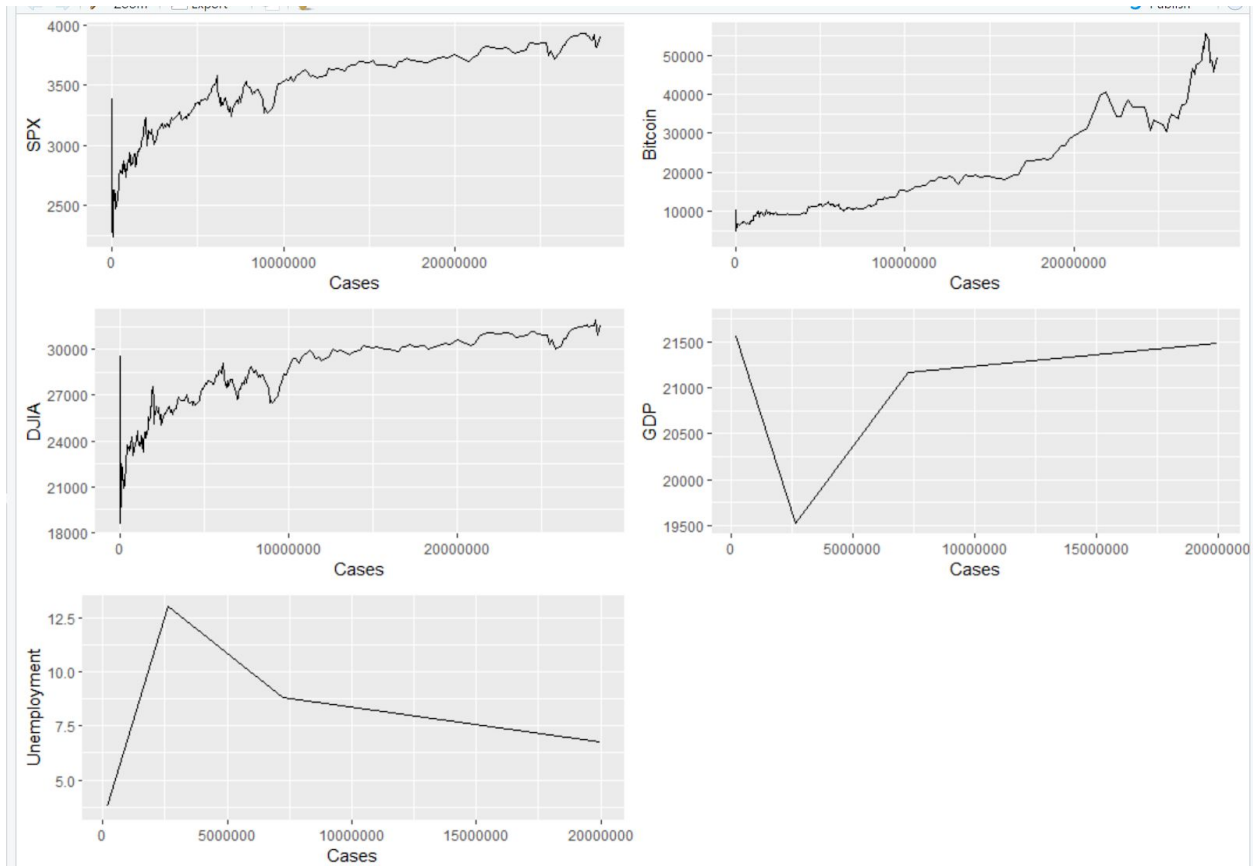 Zoom Export Publish
4000
3500
3000
2500
SPX
0 10000000 20000000
Cases
50000
40000
30000
20000
10000
Bitcoin
0 10000000 20000000
Cases
30000
27000
24000
21000
18000
DJIA
0 10000000 20000000
Cases
21500
21000
20500
20000
19500
GDP
0 5000000 10000000 15000000 20000000
Cases
12.5
10.0
7.5
5.0
Unemployment
0 5000000 10000000 15000000 20000000
Cases